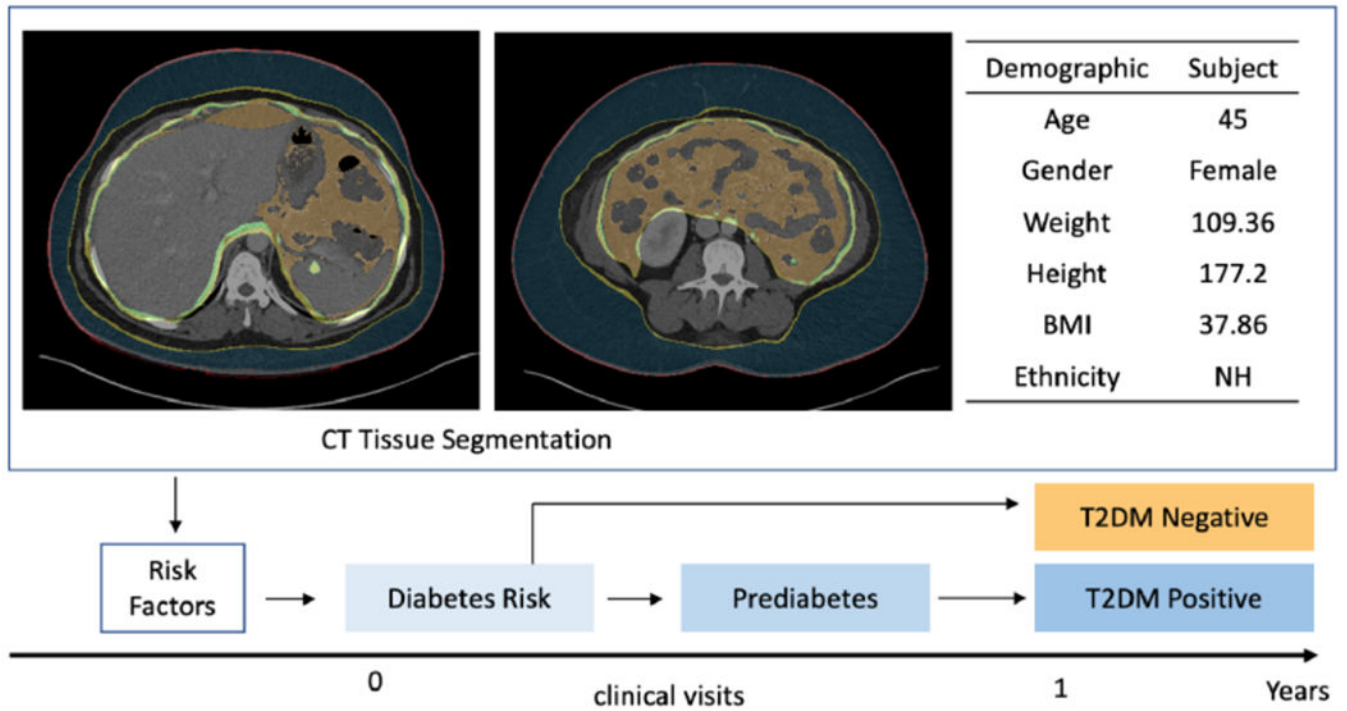 Demographic Subject
Age 45
Gender Female
Weight 109.36
Height 177.2
BMI 37.86
Ethnicity NH
CT Tissue Segmentation
T2DM Negative
Risk
Factors
Diabetes Risk
Prediabetes
T2DM Positive
0
clinical visits
1
Years